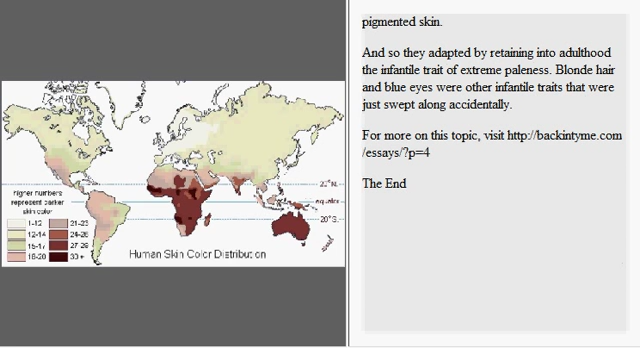 higher numbers
represent darker
skin color
1-12
21-23
12-14
24-26
15-17
27-29
18-20
30+
20° N.
equator
20° S.
Human Skin Color Distribution
pigmented skin.
And so they adapted by retaining into adulthood
the infantile trait of extreme paleness. Blonde hair
and blue eyes were other infantile traits that were
just swept along accidentally.
For more on this topic, visit http://backintyme.com
/essays/?p=4
The End